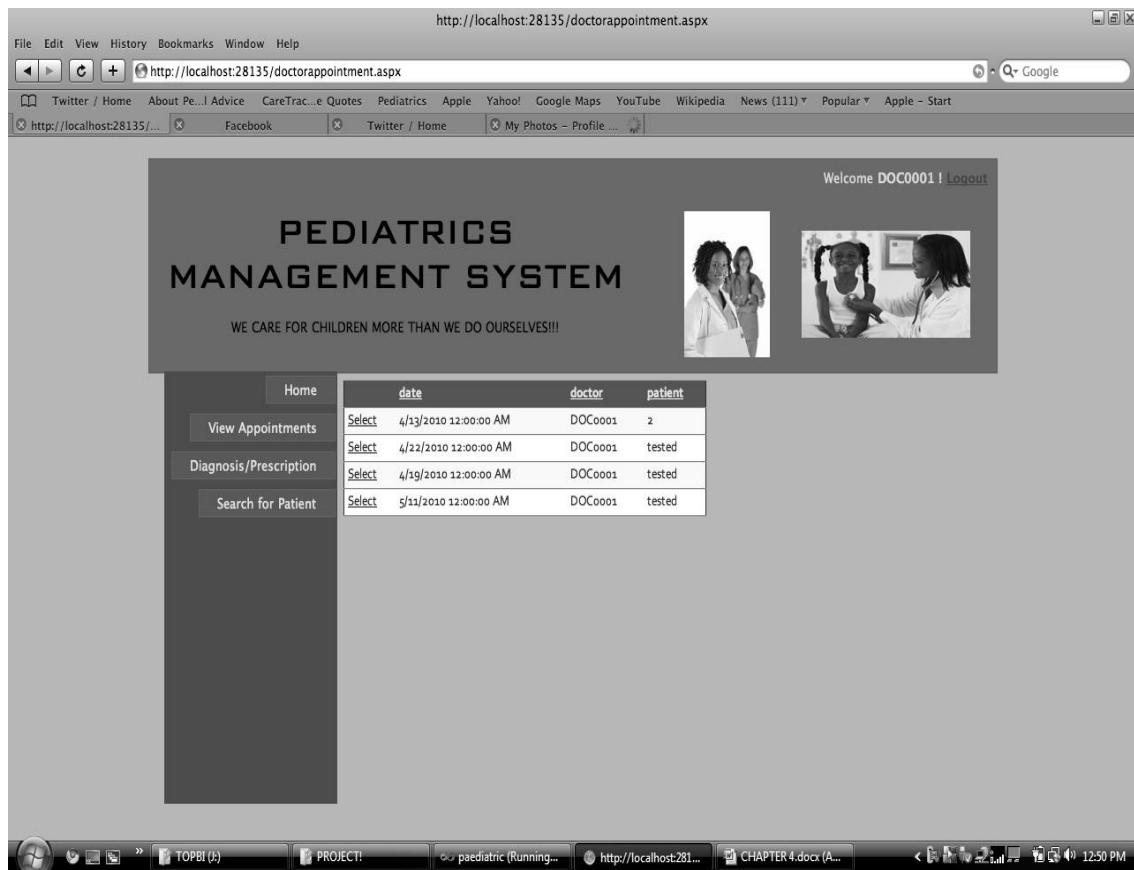 http://localhost:28135/doctorappointment.aspx
File Edit View History Bookmarks Window Help
http://localhost:28135/doctorappointment.aspx
Google
Twitter / Home About Pe...l Advice CareTrac...e Quotes Pediatrics Apple Yahoo! Google Maps YouTube Wikipedia News (111) Popular Apple – Start
http://localhost:28135/... Facebook Twitter / Home My Photos – Profile ...
Welcome DOC0001 ! Logout
PEDIATRICS
MANAGEMENT SYSTEM
WE CARE FOR CHILDREN MORE THAN WE DO OURSELVES!!!
Home
View Appointments
Diagnosis/Prescription
Search for Patient
date doctor patient
Select 4/13/2010 12:00:00 AM DOC0001 2
Select 4/22/2010 12:00:00 AM DOC0001 tested
Select 4/19/2010 12:00:00 AM DOC0001 tested
Select 5/11/2010 12:00:00 AM DOC0001 tested
TOPBI (J:) PROJECT! paediatric (Running... http://localhost:281... CHAPTER 4.docx (A... 12:50 PM